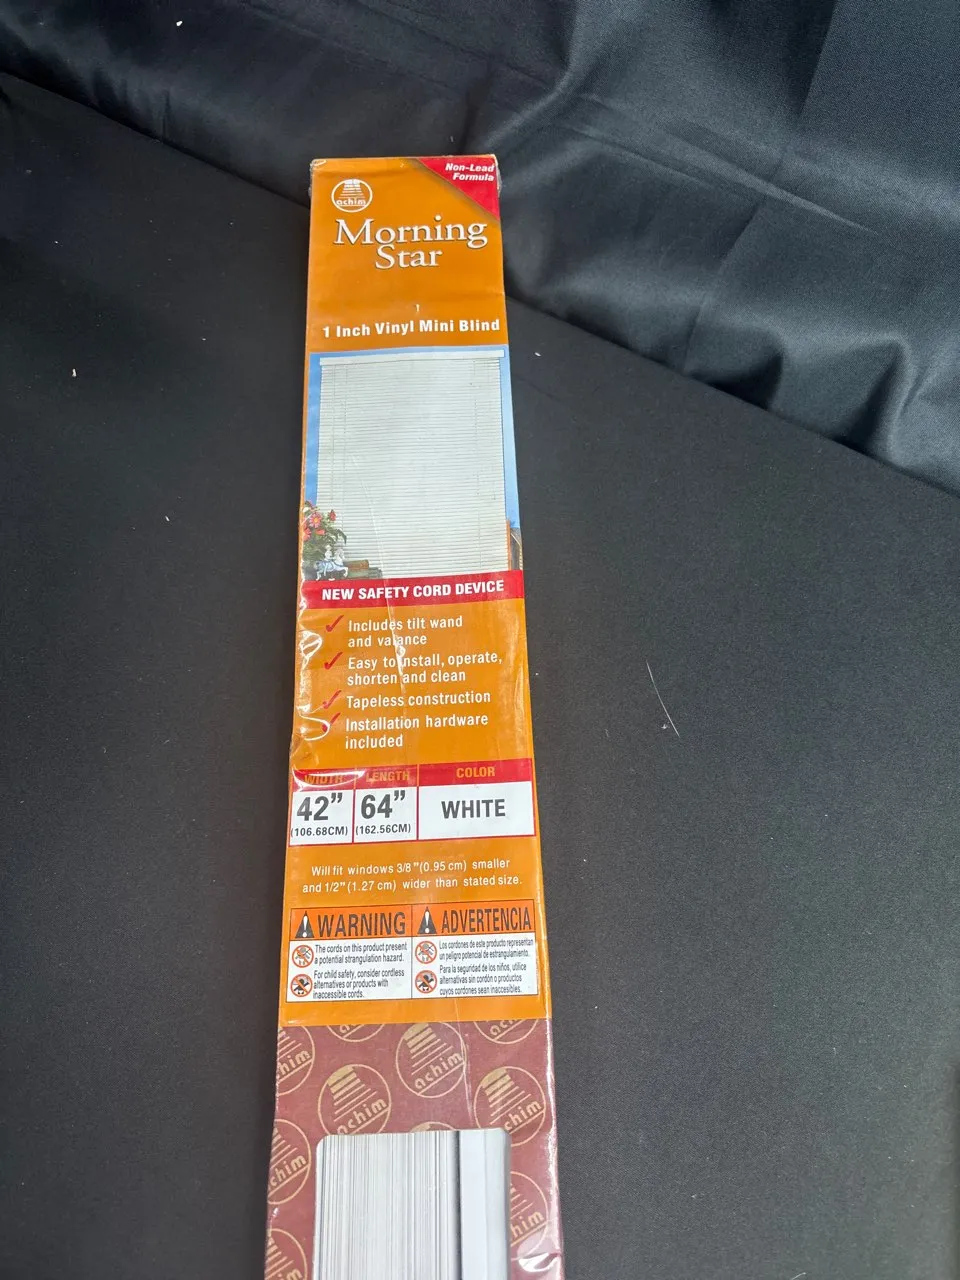 Non-Lead
Formula
achim
Morning
Star
1 Inch Vinyl Mini Blind
NEW SAFETY CORD DEVICE
Includes tilt wand
and valance
Easy to install, operate,
shorten and clean
Tapeless construction
Installation hardware
included
WIDTH LENGTH COLOR
42" 64" WHITE
(106.68CM) (162.56CM)
Will fit windows 3/8" (0.95 cm) smaller
and 1/2" (1.27 cm) wider than stated size.
WARNING
The cords on this product present
a potential strangulation hazard.
For child safety, consider cordless
alternatives or products with
inaccessible cords.
ADVERTENCIA
Los cordones de este producto representan
un peligro potencial de estrangulamiento.
Para la seguridad de los niños, utilice
alternativas sin cordón o productos
cuyos cordones sean inaccesibles.
achim
achim
achim
achim
achim
achim
achim